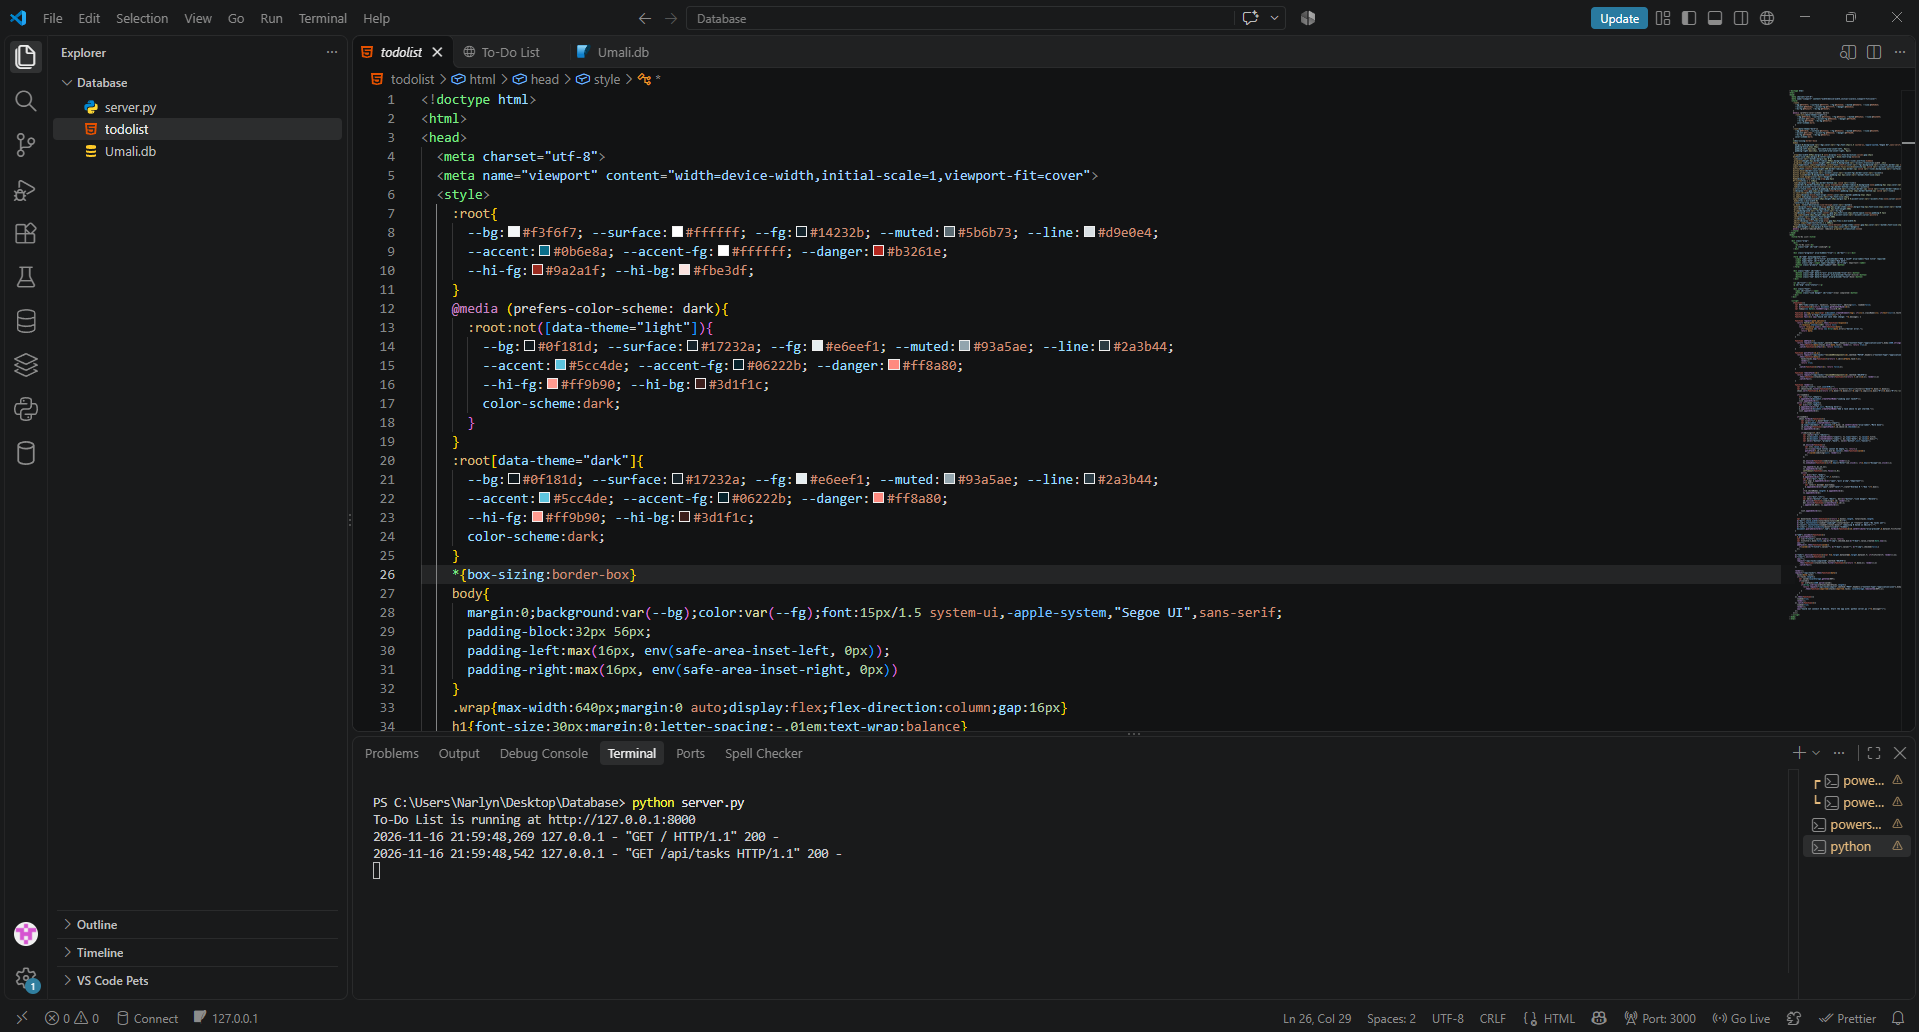 File Edit Selection View Go Run Terminal Help
Database
Update
Explorer
Database
server.py
todolist
Umali.db
Outline
Timeline
VS Code Pets
1
todolist To-Do List Umali.db
todolist > html > head > style > *
1 <!doctype html>
2 <html>
3 <head>
4 <meta charset="utf-8">
5 <meta name="viewport" content="width=device-width,initial-scale=1,viewport-fit=cover">
6 <style>
7 :root{
8 --bg:#f3f6f7; --surface:#ffffff; --fg:#14232b; --muted:#5b6b73; --line:#d9e0e4;
9 --accent:#0b6e8a; --accent-fg:#ffffff; --danger:#b3261e;
10 --hi-fg:#9a2a1f; --hi-bg:#fbe3df;
11 }
12 @media (prefers-color-scheme: dark){
13 :root:not([data-theme="light"]){
14 --bg:#0f181d; --surface:#17232a; --fg:#e6eef1; --muted:#93a5ae; --line:#2a3b44;
15 --accent:#5cc4de; --accent-fg:#06222b; --danger:#ff8a80;
16 --hi-fg:#ff9b90; --hi-bg:#3d1f1c;
17 color-scheme:dark;
18 }
19 }
20 :root[data-theme="dark"]{
21 --bg:#0f181d; --surface:#17232a; --fg:#e6eef1; --muted:#93a5ae; --line:#2a3b44;
22 --accent:#5cc4de; --accent-fg:#06222b; --danger:#ff8a80;
23 --hi-fg:#ff9b90; --hi-bg:#3d1f1c;
24 color-scheme:dark;
25 }
26 *{box-sizing:border-box}
27 body{
28 margin:0;background:var(--bg);color:var(--fg);font:15px/1.5 system-ui,-apple-system,"Segoe UI",sans-serif;
29 padding-block:32px 56px;
30 padding-left:max(16px, env(safe-area-inset-left, 0px));
31 padding-right:max(16px, env(safe-area-inset-right, 0px))
32 }
33 .wrap{max-width:640px;margin:0 auto;display:flex;flex-direction:column;gap:16px}
34 h1{font-size:30px;margin:0;letter-spacing:-.01em;text-wrap:balance}
Problems Output Debug Console Terminal Ports Spell Checker
PS C:\Users\Narlyn\Desktop\Database> python server.py
To-Do List is running at http://127.0.0.1:8000
2026-11-16 21:59:48,269 127.0.0.1 - "GET / HTTP/1.1" 200 -
2026-11-16 21:59:48,542 127.0.0.1 - "GET /api/tasks HTTP/1.1" 200 -
powe...
powe...
powers...
python
0 0 Connect 127.0.0.1
Ln 26, Col 29 Spaces: 2 UTF-8 CRLF {} HTML Port: 3000 Go Live Prettier